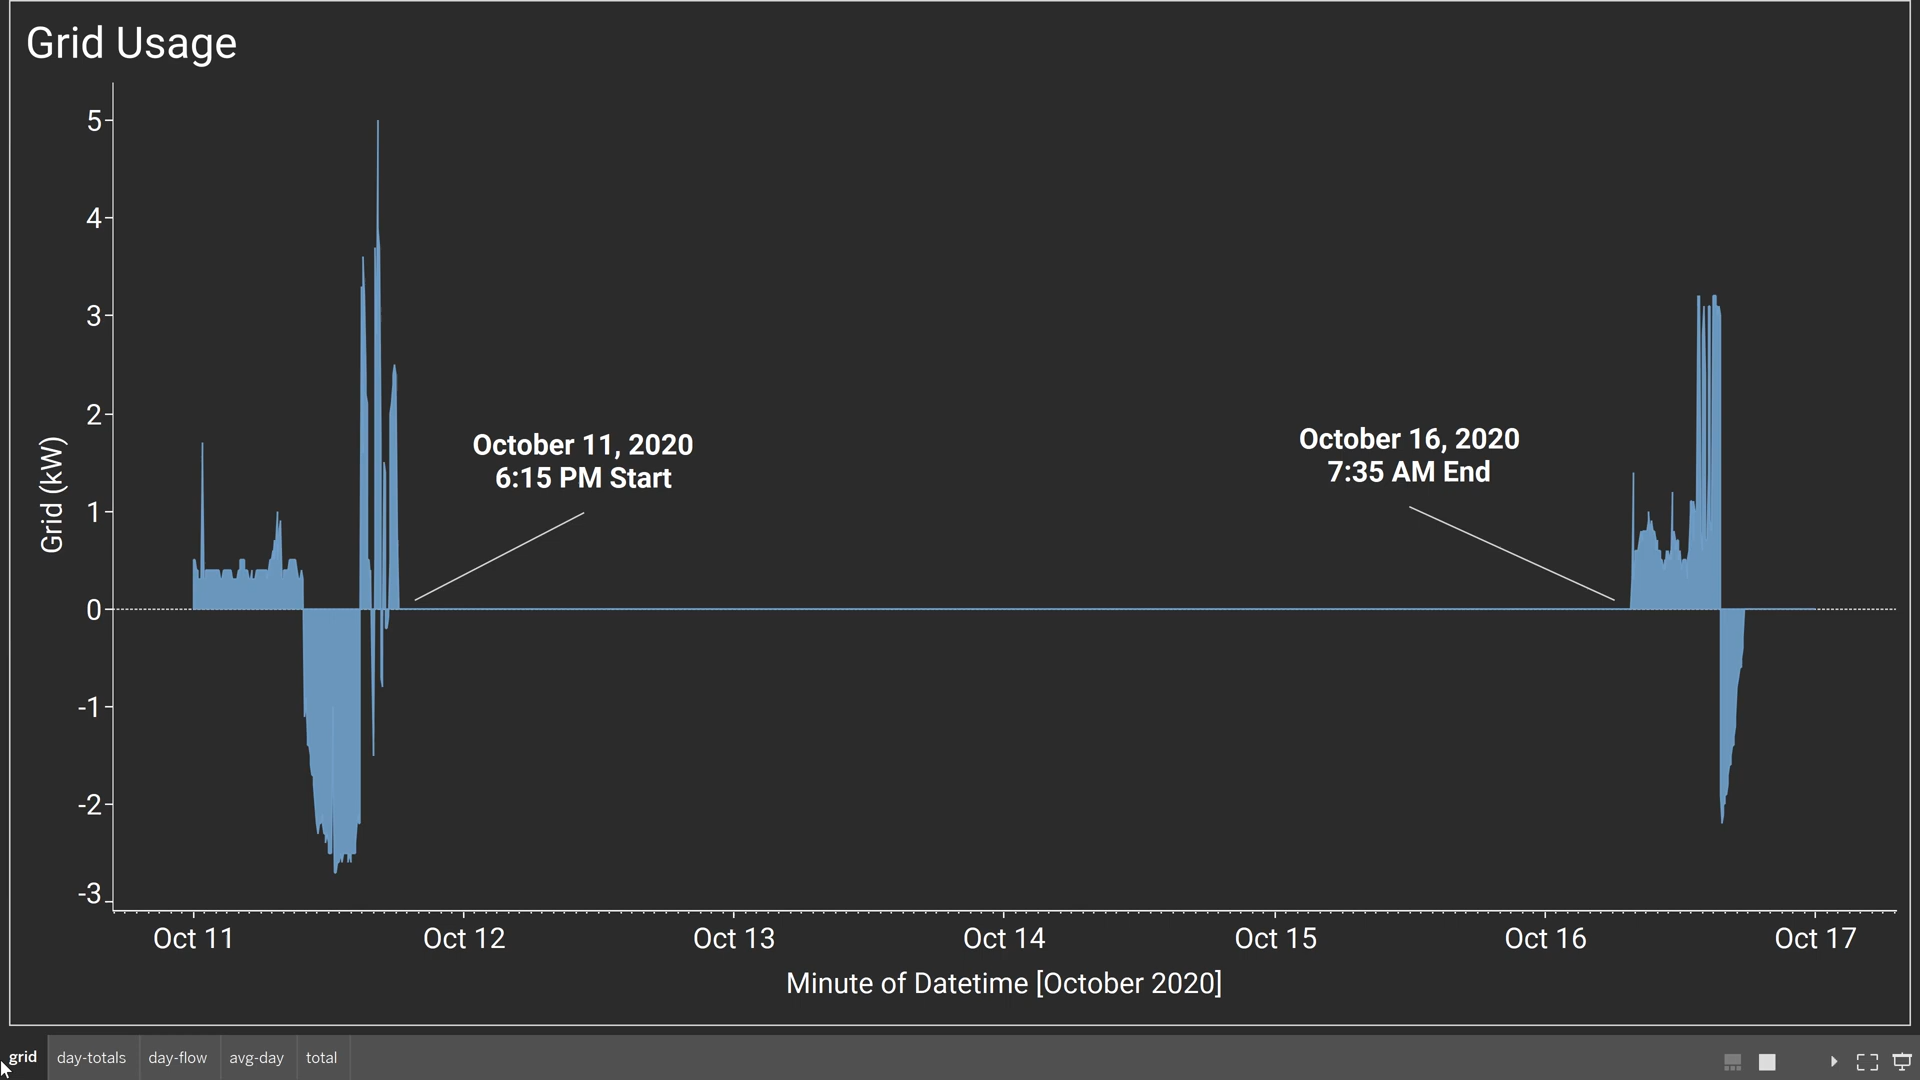 Grid Usage
5
4
3
2
1
0
-1
-2
-3
Grid (kW)
October 11, 2020
6:15 PM Start
October 16, 2020
7:35 AM End
Oct 11 Oct 12 Oct 13 Oct 14 Oct 15 Oct 16 Oct 17
Minute of Datetime [October 2020]
grid day-totals day-flow avg-day total